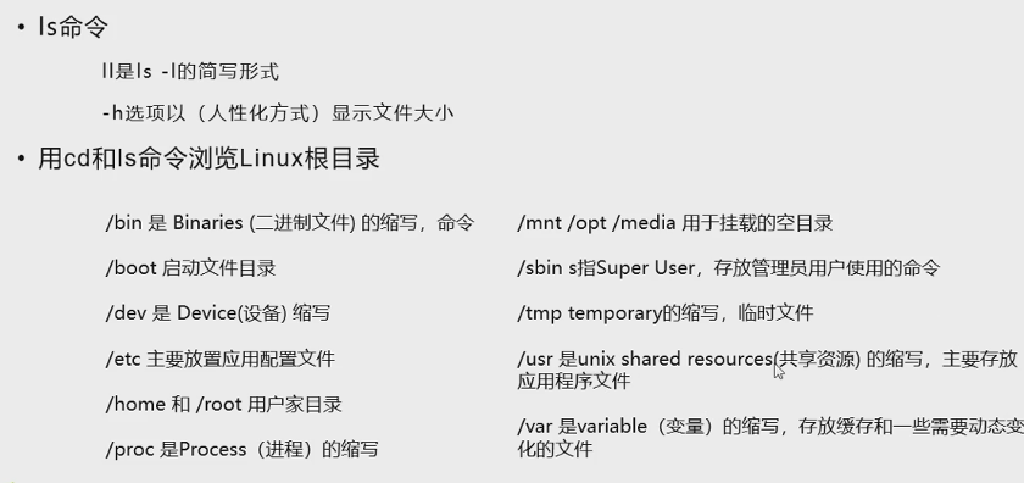 • ls命令
ll是ls -l的简写形式
-h选项以（人性化方式）显示文件大小
• 用cd和ls命令浏览Linux根目录
/bin 是 Binaries (二进制文件) 的缩写，命令
/boot 启动文件目录
/dev 是 Device(设备) 缩写
/etc 主要放置应用配置文件
/home 和 /root 用户家目录
/proc 是Process（进程）的缩写
/mnt /opt /media 用于挂载的空目录
/sbin s指Super User，存放管理员用户使用的命令
/tmp temporary的缩写，临时文件
/usr 是unix shared resources(共享资源) 的缩写，主要存放
应用程序文件
/var 是variable（变量）的缩写，存放缓存和一些需要动态变
化的文件